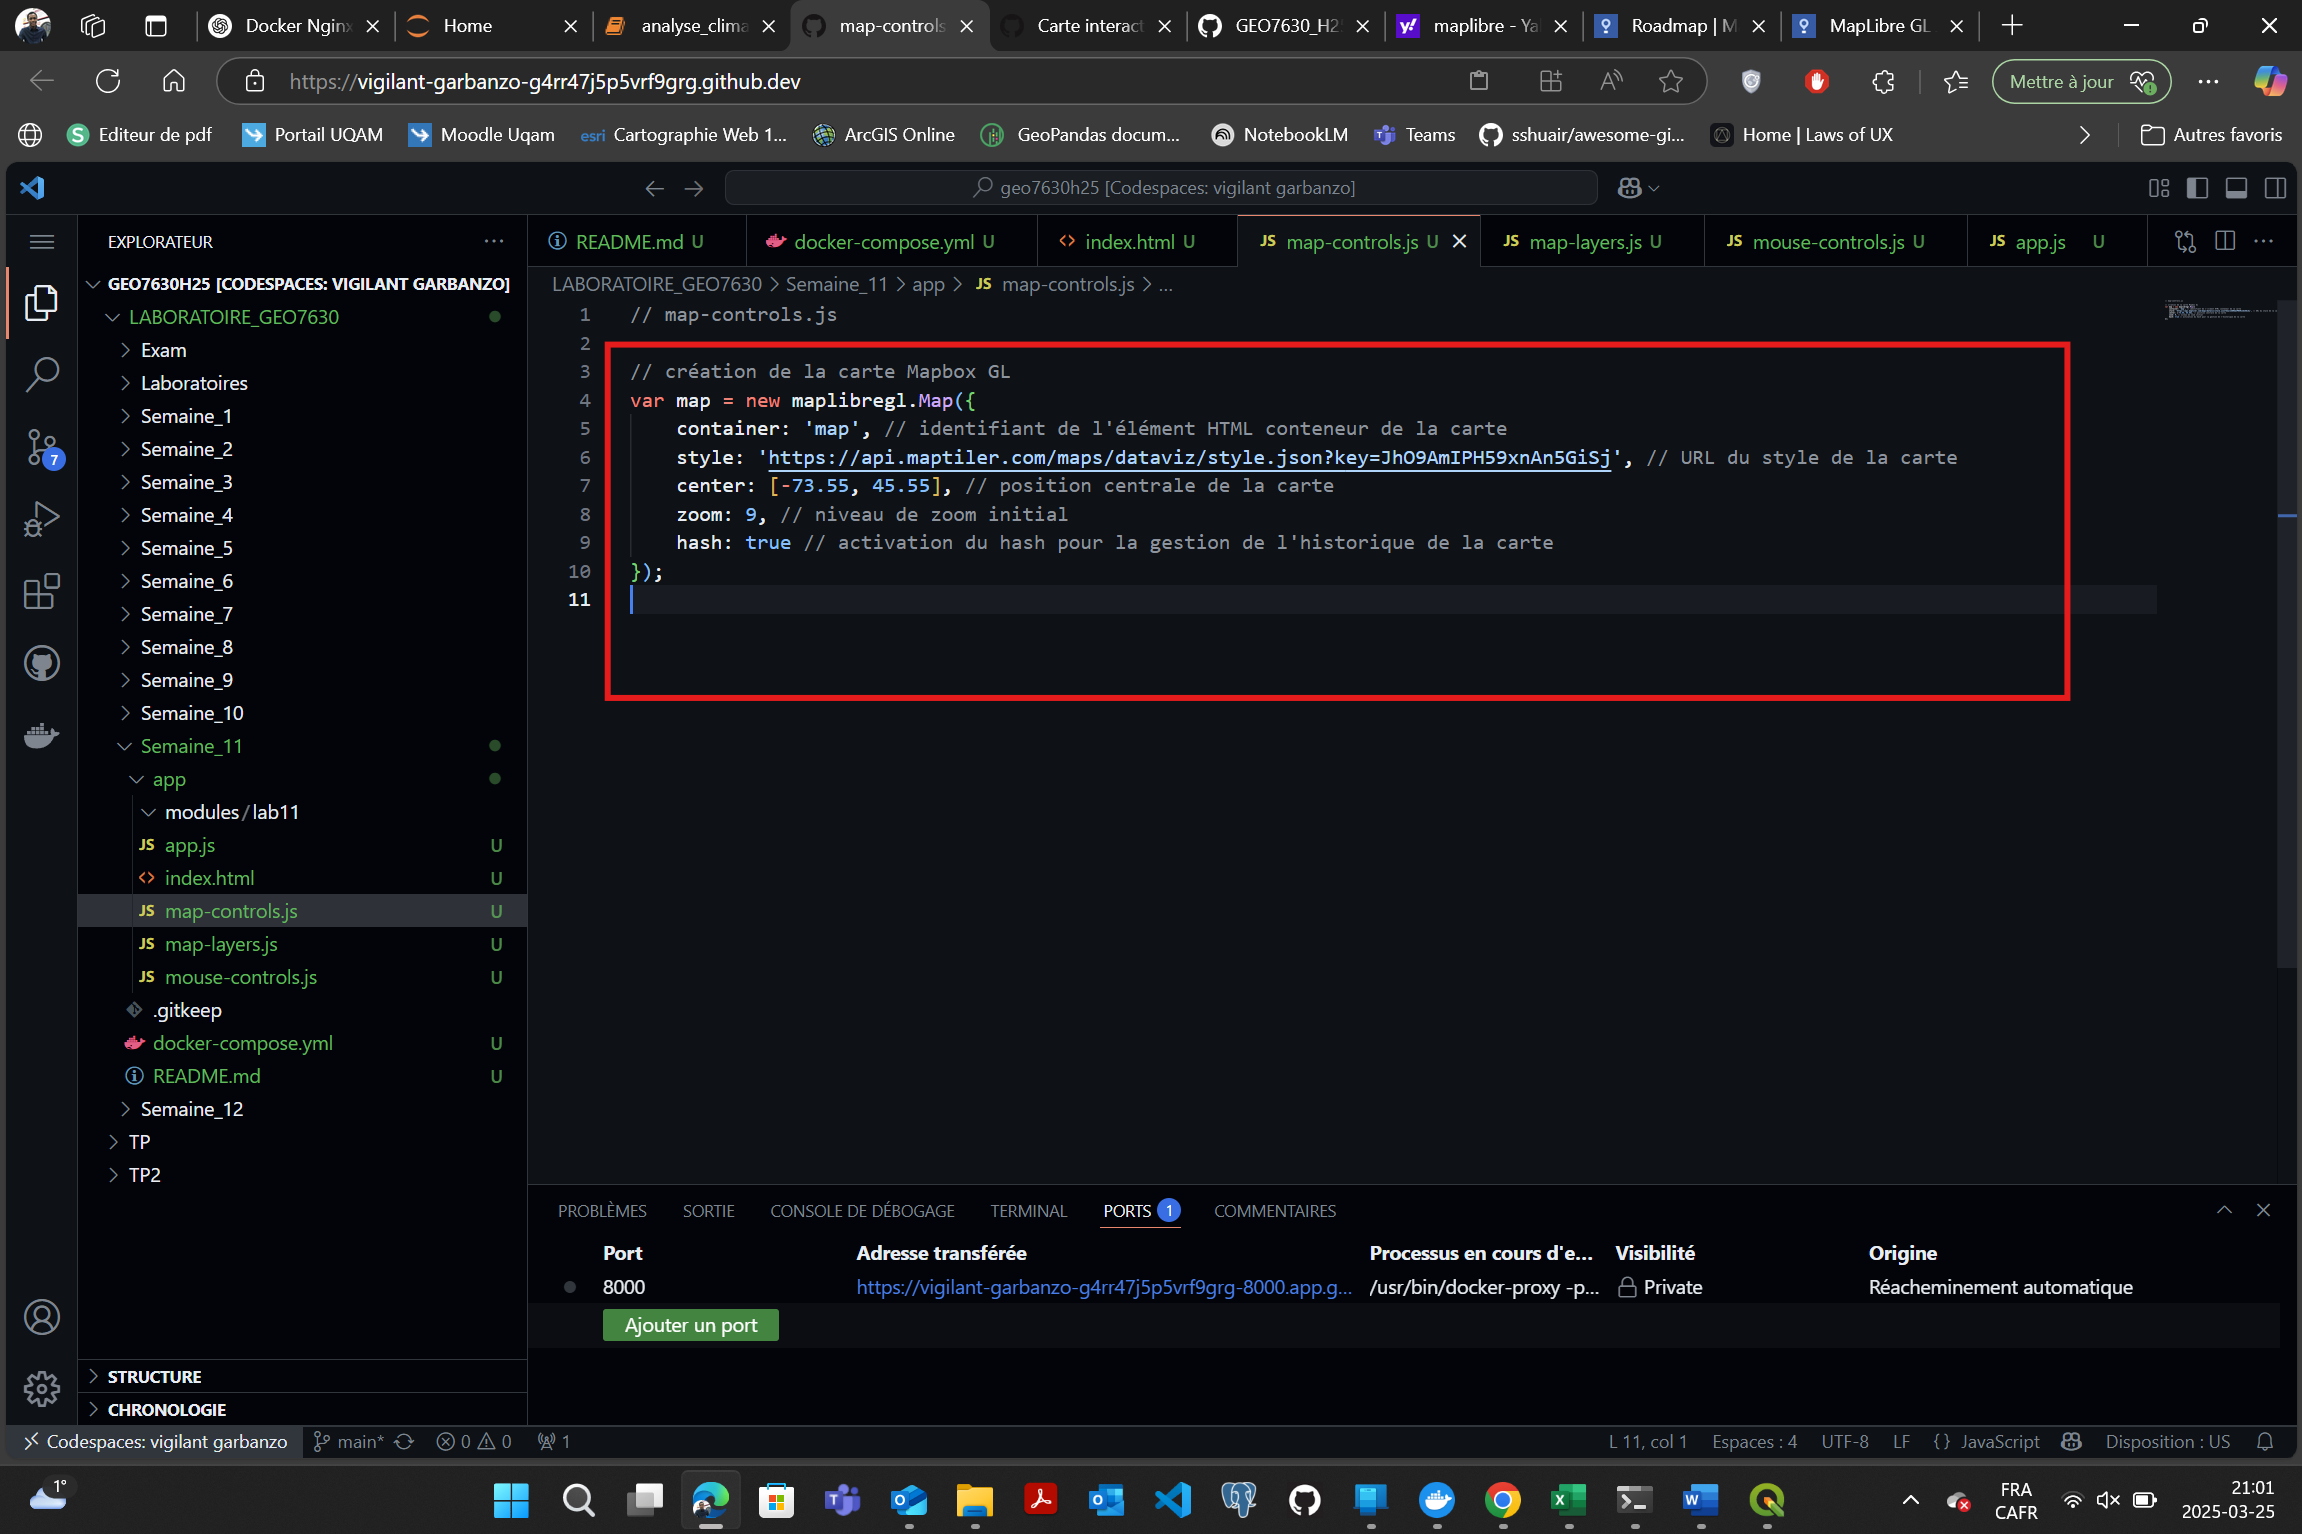 Docker Nginx
Home
analyse_clima
map-controls
Carte interact
GEO7630_H2
maplibre - Ya
Roadmap | M
MapLibre GL
https://vigilant-garbanzo-g4rr47j5p5vrf9grg.github.dev
Mettre à jour
Editeur de pdf
Portail UQAM
Moodle Uqam
esri Cartographie Web 1...
ArcGIS Online
GeoPandas docum...
NotebookLM
Teams
sshuair/awesome-gi...
Home | Laws of UX
Autres favoris
geo7630h25 [Codespaces: vigilant garbanzo]
EXPLORATEUR
README.md U
docker-compose.yml U
index.html U
JS map-controls.js U
JS map-layers.js U
JS mouse-controls.js U
JS app.js U
LABORATOIRE_GEO7630 > Semaine_11 > app > JS map-controls.js > ...
GEO7630H25 [CODESPACES: VIGILANT GARBANZO]
LABORATOIRE_GEO7630
Exam
Laboratoires
Semaine_1
Semaine_2
Semaine_3
Semaine_4
Semaine_5
Semaine_6
Semaine_7
Semaine_8
Semaine_9
Semaine_10
Semaine_11
app
modules/lab11
JS app.js U
index.html U
JS map-controls.js U
JS map-layers.js U
JS mouse-controls.js U
.gitkeep
docker-compose.yml U
README.md U
Semaine_12
TP
TP2
STRUCTURE
CHRONOLOGIE
7
1 // map-controls.js
2
3 // création de la carte Mapbox GL
4 var map = new maplibregl.Map({
5 container: 'map', // identifiant de l'élément HTML conteneur de la carte
6 style: 'https://api.maptiler.com/maps/dataviz/style.json?key=JhO9AmIPH59xnAn5GiSj', // URL du style de la carte
7 center: [-73.55, 45.55], // position centrale de la carte
8 zoom: 9, // niveau de zoom initial
9 hash: true // activation du hash pour la gestion de l'historique de la carte
10 });
11
PROBLÈMES
SORTIE
CONSOLE DE DÉBOGAGE
TERMINAL
PORTS 1
COMMENTAIRES
Port
Adresse transférée
Processus en cours d'e...
Visibilité
Origine
8000
https://vigilant-garbanzo-g4rr47j5p5vrf9grg-8000.app.g...
/usr/bin/docker-proxy -p...
Private
Réacheminement automatique
Ajouter un port
Codespaces: vigilant garbanzo
main*
0
0
1
L 11, col 1
Espaces : 4
UTF-8
LF
{} JavaScript
Disposition : US
1°
FRA
CAFR
21:01
2025-03-25